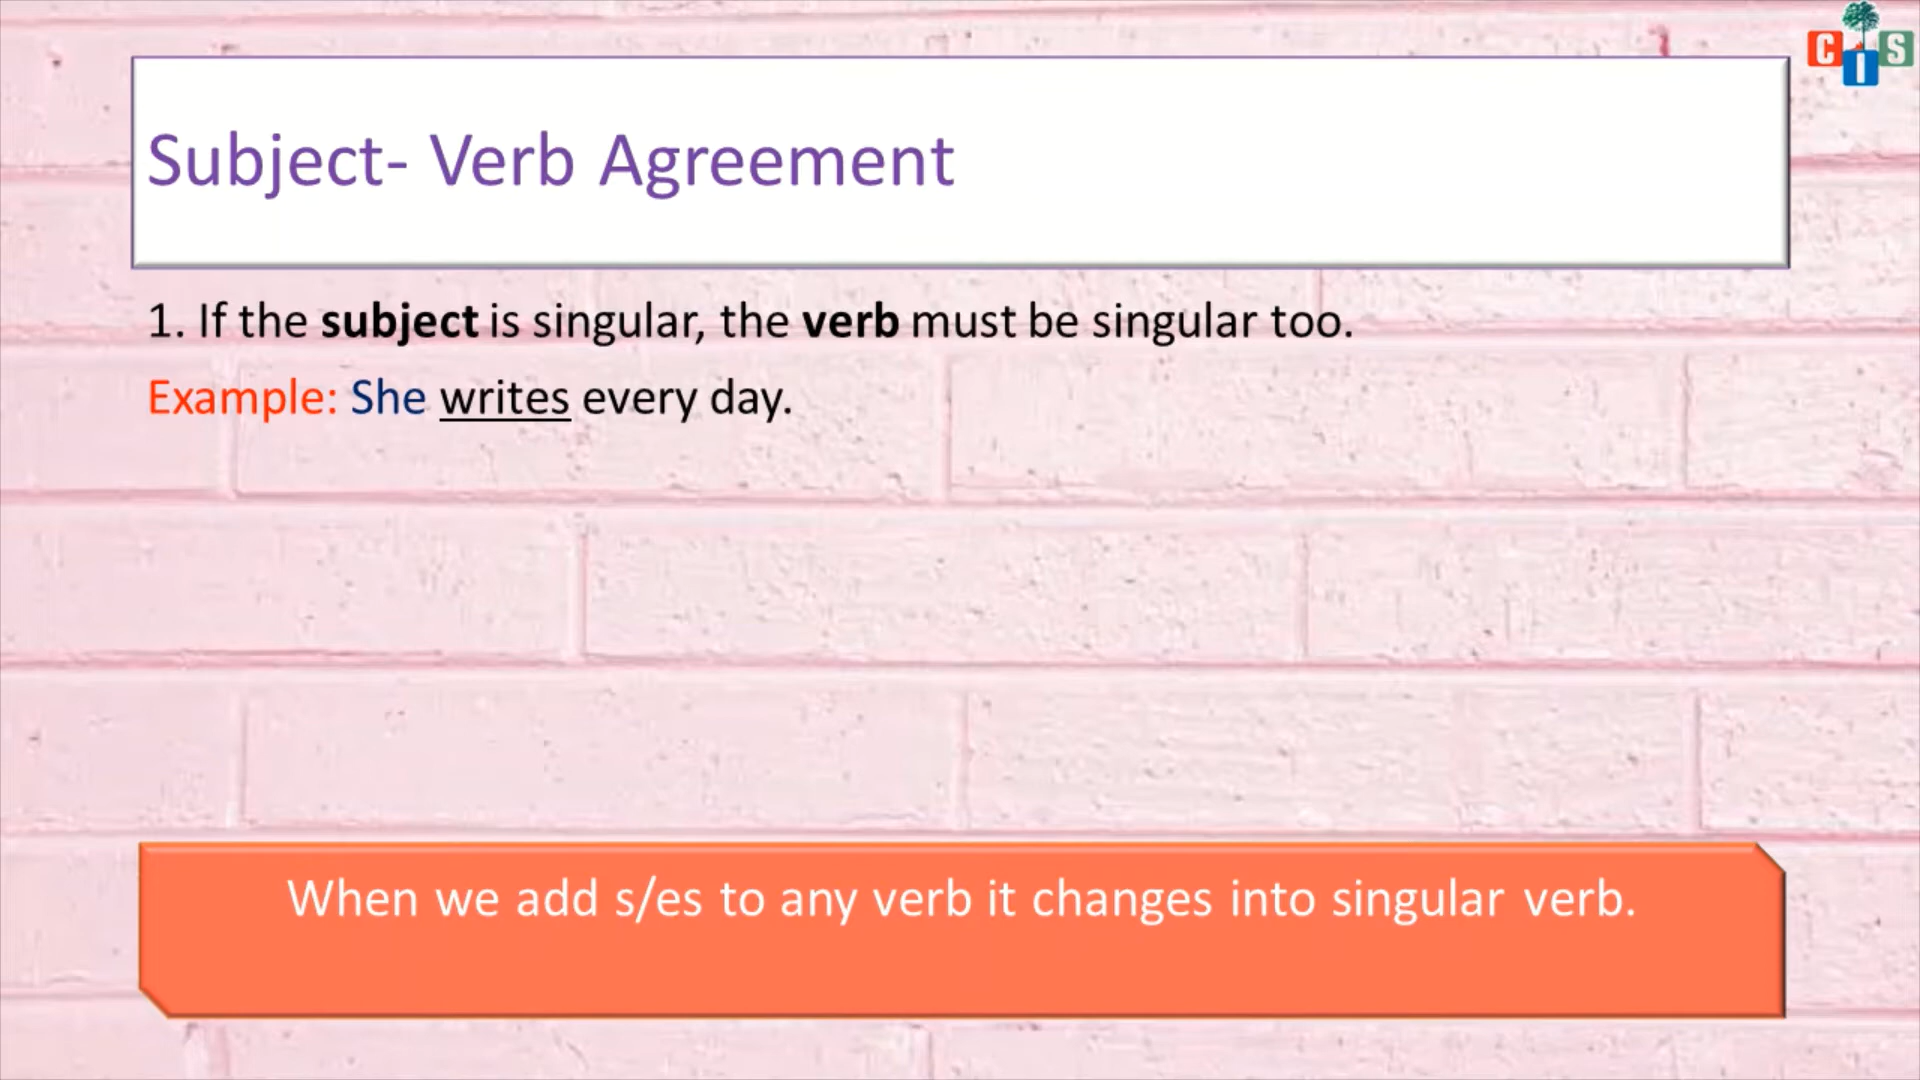 CIS
Subject- Verb Agreement
1. If the subject is singular, the verb must be singular too.
Example: She writes every day.
When we add s/es to any verb it changes into singular verb.